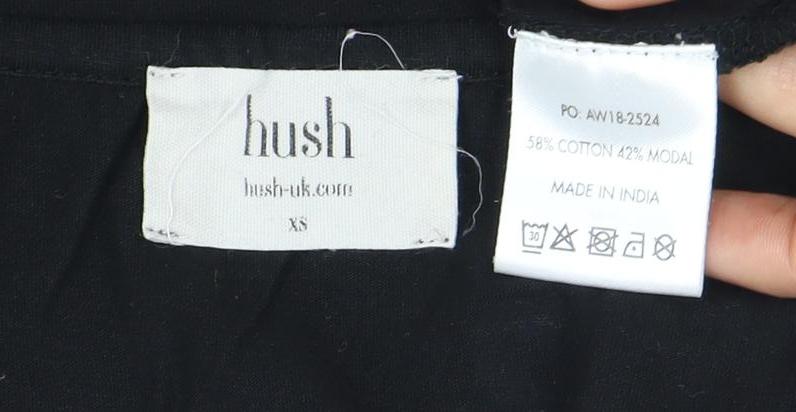 hush
hush-uk.com
XS
PO: AW18-2524
58% COTTON 42% MODAL
MADE IN INDIA
30